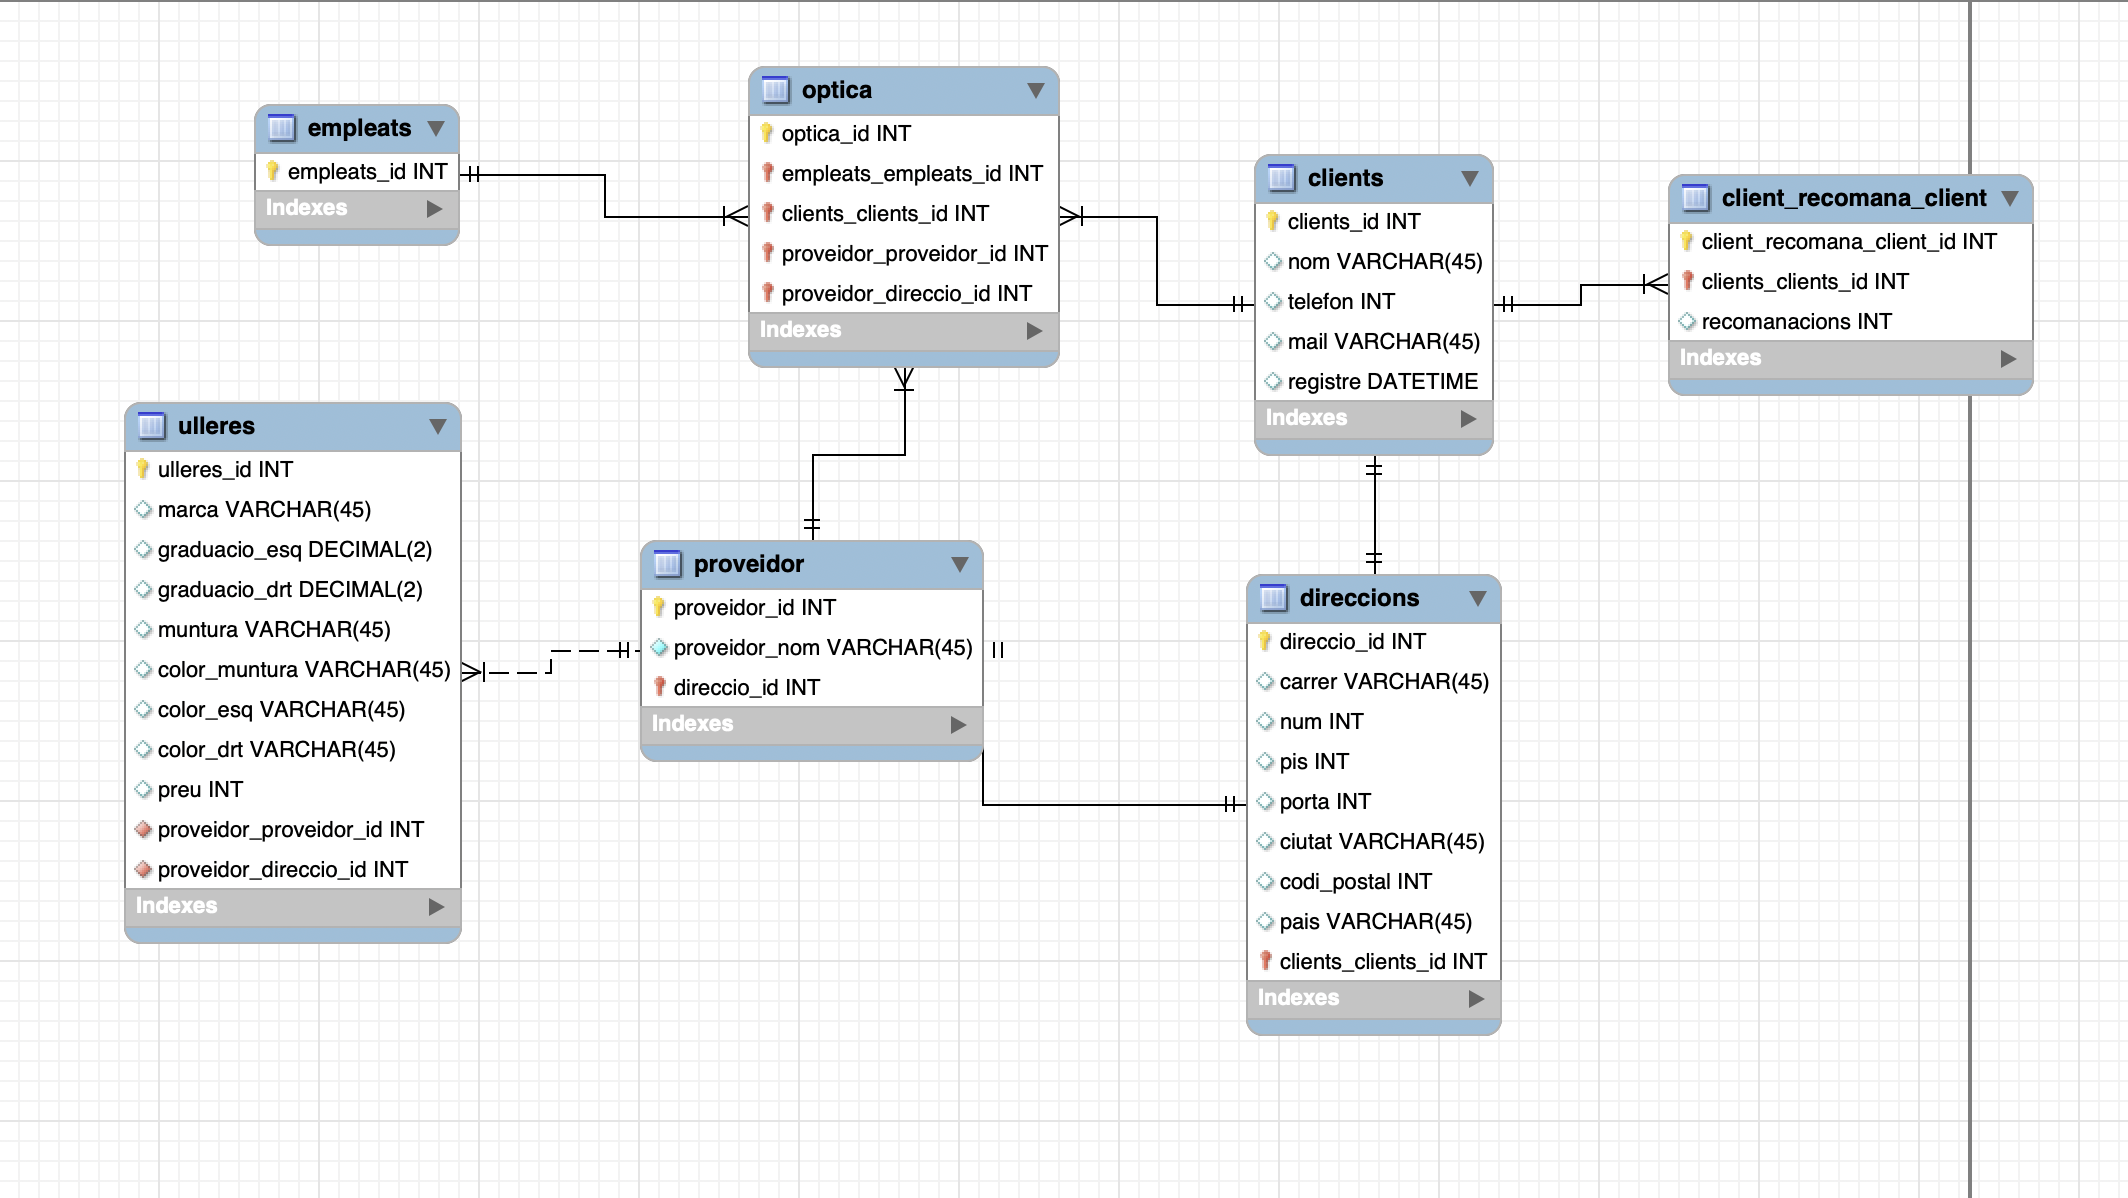 empleats
empleats_id INT
Indexes
optica
optica_id INT
empleats_empleats_id INT
clients_clients_id INT
proveidor_proveidor_id INT
proveidor_direccio_id INT
Indexes
clients
clients_id INT
nom VARCHAR(45)
telefon INT
mail VARCHAR(45)
registre DATETIME
Indexes
client_recomana_client
client_recomana_client_id INT
clients_clients_id INT
recomanacions INT
Indexes
ulleres
ulleres_id INT
marca VARCHAR(45)
graduacio_esq DECIMAL(2)
graduacio_drt DECIMAL(2)
muntura VARCHAR(45)
color_muntura VARCHAR(45)
color_esq VARCHAR(45)
color_drt VARCHAR(45)
preu INT
proveidor_proveidor_id INT
proveidor_direccio_id INT
Indexes
proveidor
proveidor_id INT
proveidor_nom VARCHAR(45)
direccio_id INT
Indexes
direccions
direccio_id INT
carrer VARCHAR(45)
num INT
pis INT
porta INT
ciutat VARCHAR(45)
codi_postal INT
pais VARCHAR(45)
clients_clients_id INT
Indexes